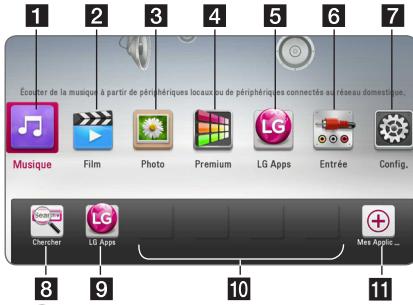 1 2 3 4 5 6 7
Écouter de la musique à partir de périphériques locaux ou de périphériques connectés au réseau domestique.
LG
Musique Film Photo Premium LG Apps Entrée Config.
Search LG
Chercher LG Apps Mes Applic ...
8 9 10 11